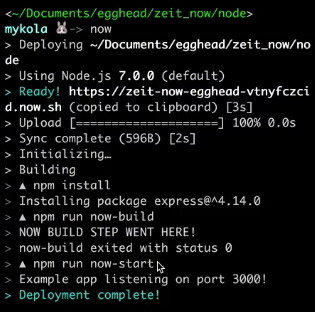 <~/Documents/egghead/zeit_now/node>
mykola 🐰-> now
> Deploying ~/Documents/egghead/zeit_now/no
de
> Using Node.js 7.0.0 (default)
> Ready! https://zeit-now-egghead-vtnyfczci
d.now.sh (copied to clipboard) [3s]
> Upload [====================] 100% 0.0s
> Sync complete (596B) [2s]
> Initializing…
> Building
> ▲ npm install
> Installing package express@^4.14.0
> ▲ npm run now-build
> NOW BUILD STEP WENT HERE!
> now-build exited with status 0
> ▲ npm run now-start
> Example app listening on port 3000!
> Deployment complete!